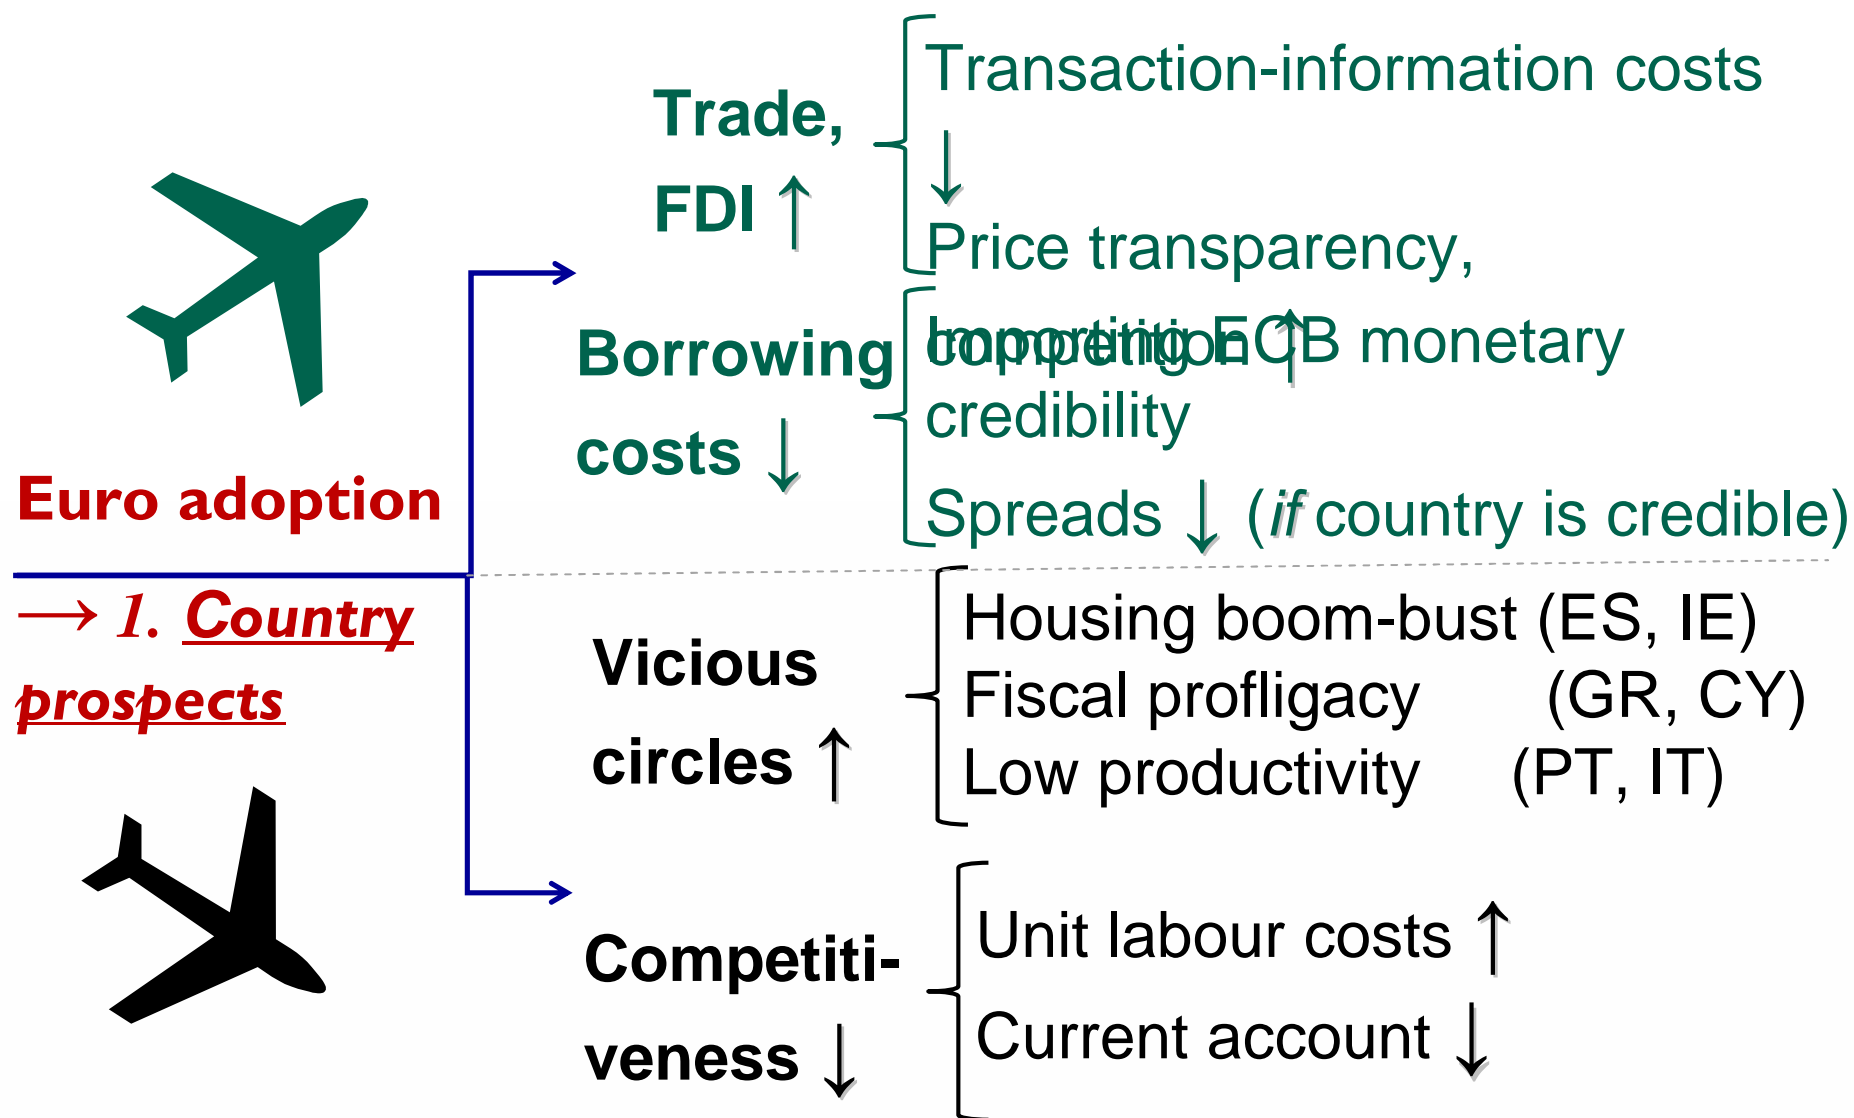 Euro adoption
→ 1. Country
prospects
Trade,
FDI ↑
Transaction-information costs
↓
Price transparency,
competition ↑
Borrowing
costs ↓
Importing ECB monetary
credibility
Spreads ↓ (if country is credible)
Vicious
circles ↑
Housing boom-bust (ES, IE)
Fiscal profligacy (GR, CY)
Low productivity (PT, IT)
Competiti-
veness ↓
Unit labour costs ↑
Current account ↓